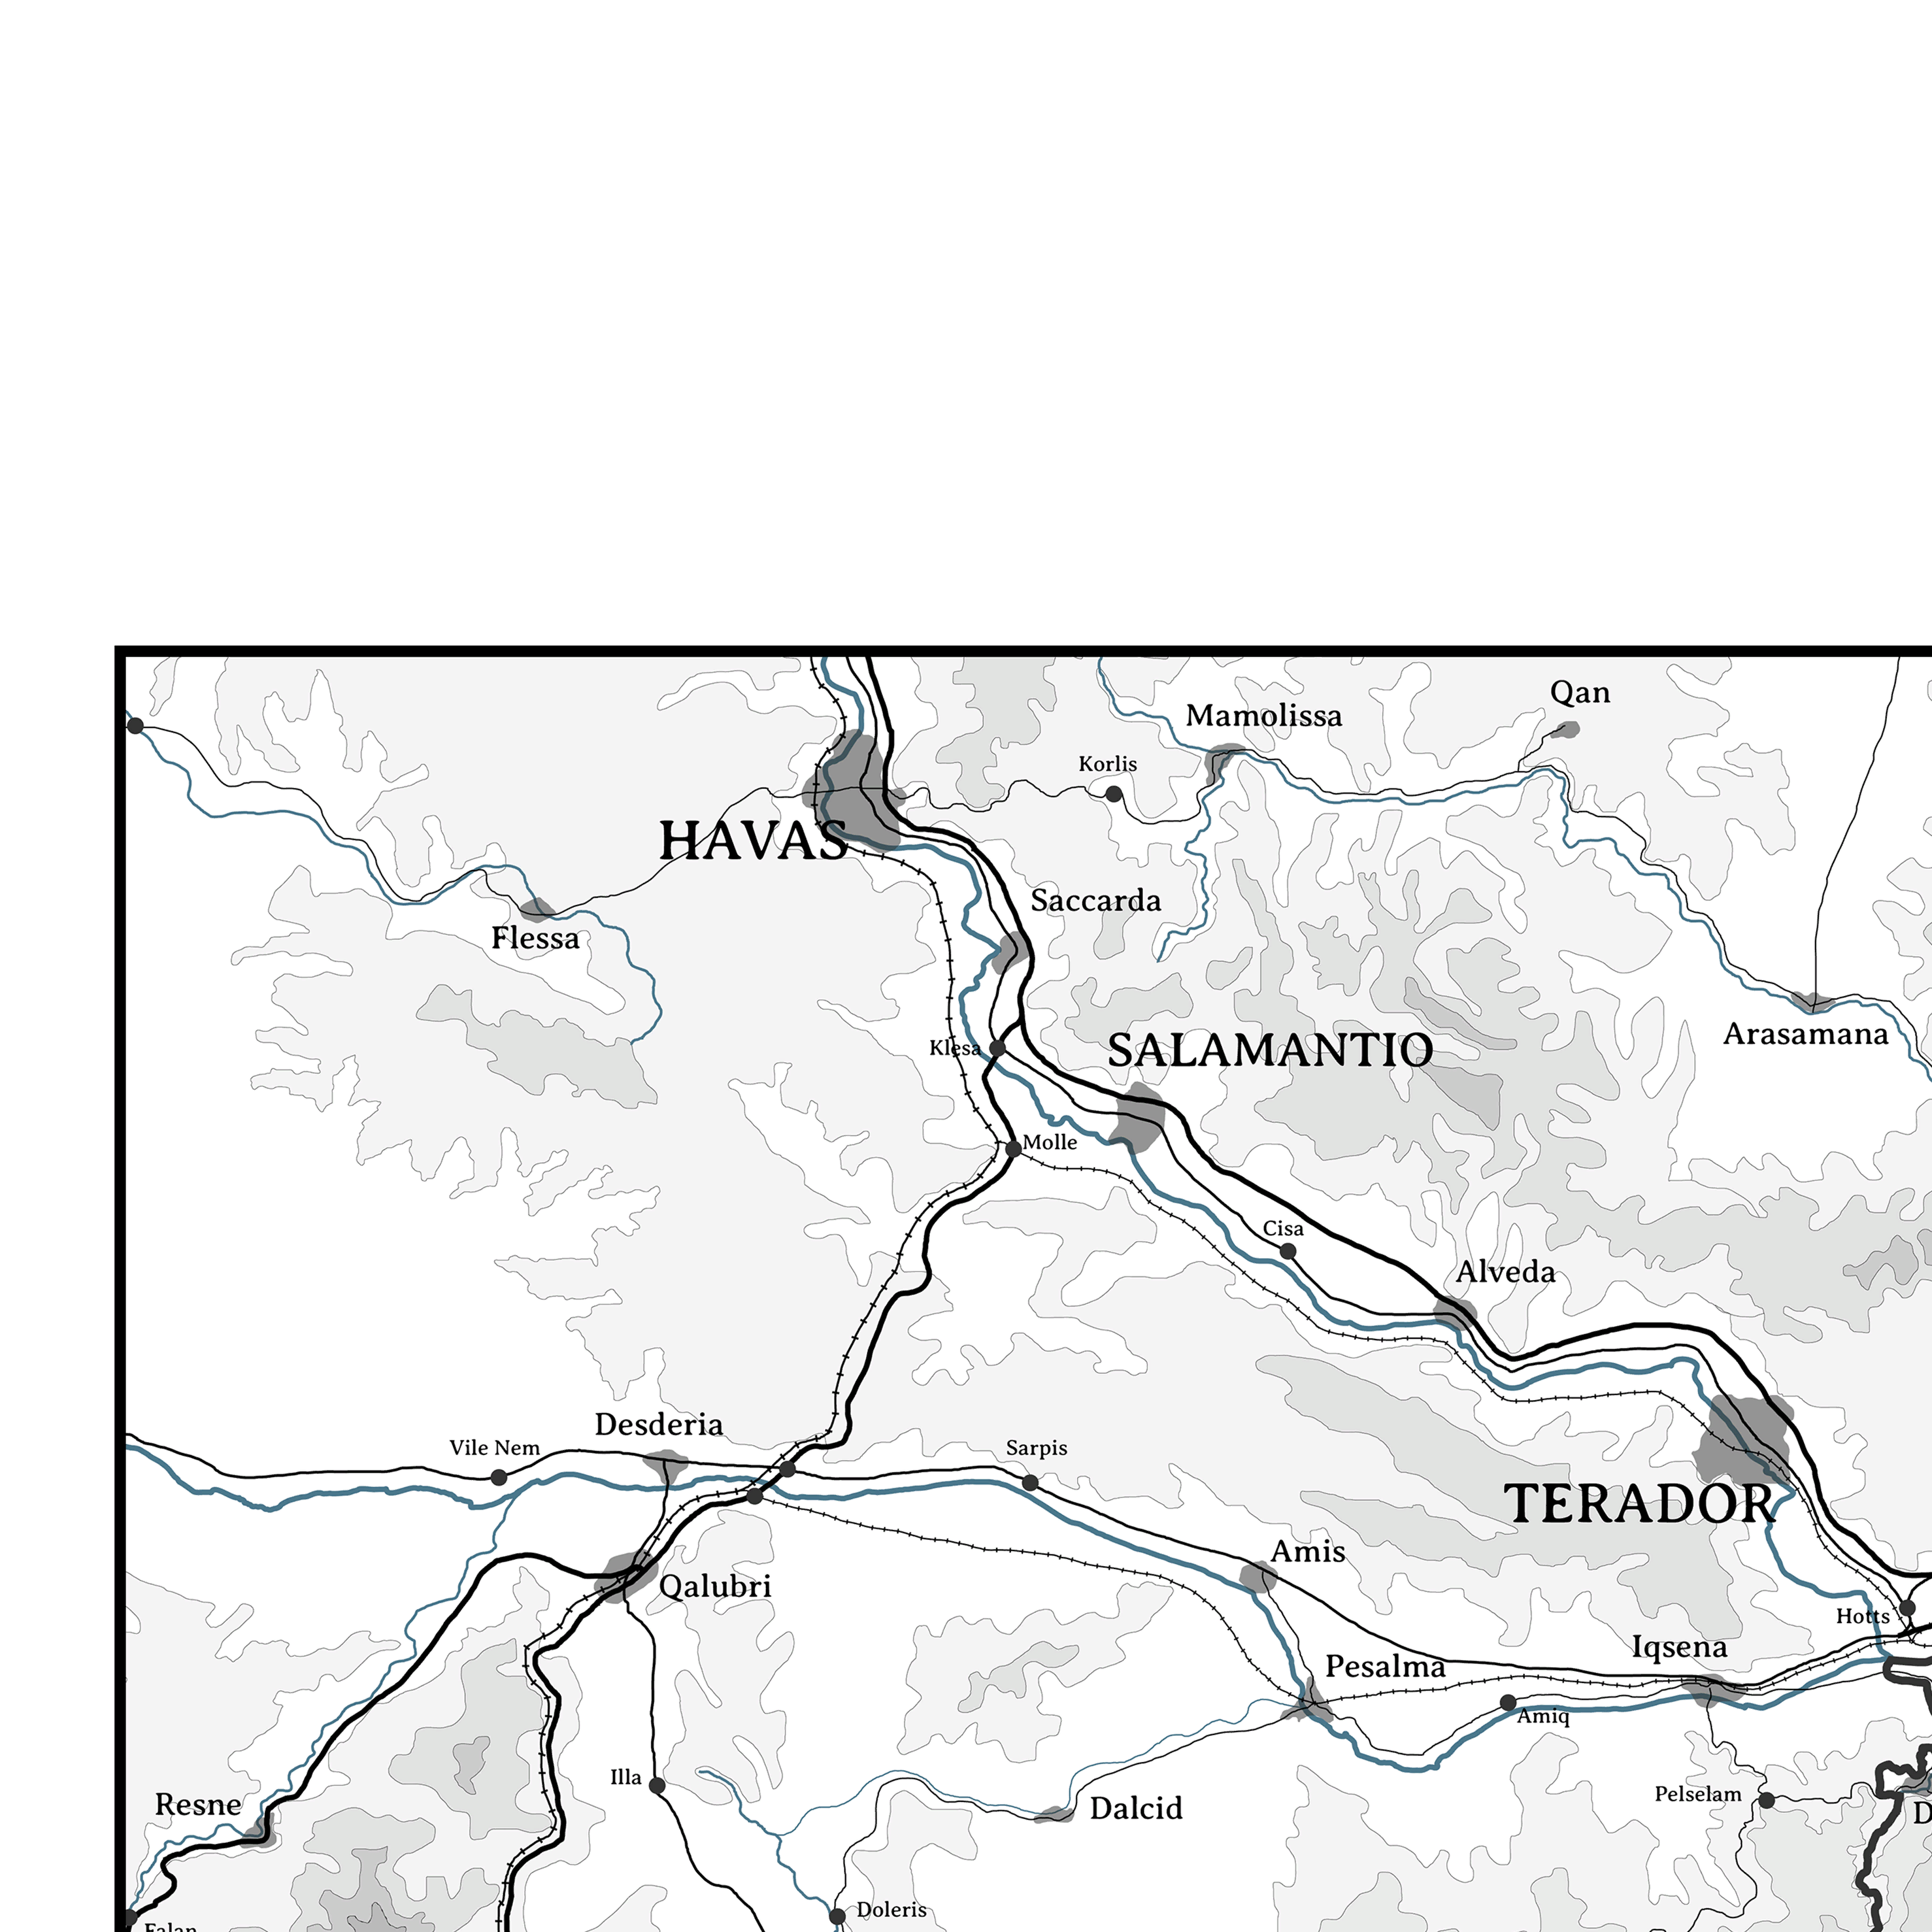 Qan
Mamolissa
Korlis
HAVAS
Saccarda
Flessa
Arasamana
Klesa
SALAMANTIO
Molle
Cisa
Alveda
Desderia
Vile Nem
Sarpis
TERADOR
Amis
Qalubri
Hotts
Iqsena
Pesalma
Amiq
Illa
Pelselam
Resne
Dalcid
D
Doleris
Falan